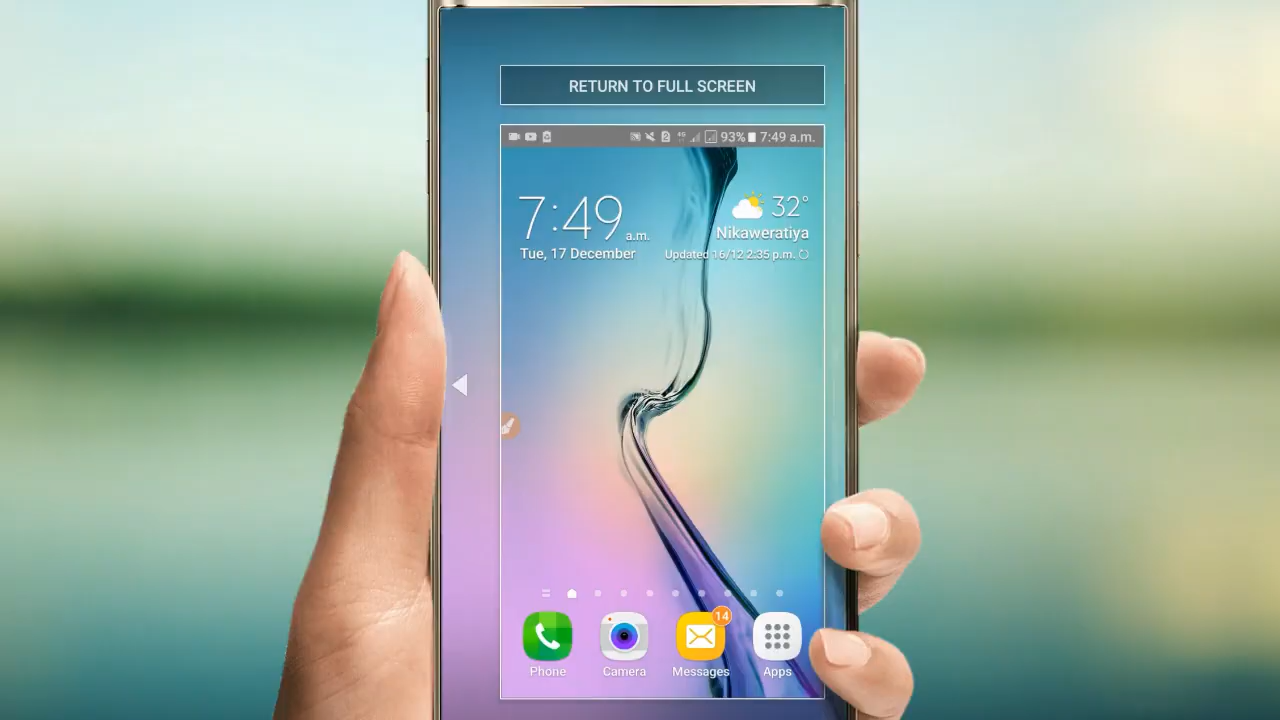 RETURN TO FULL SCREEN
4G 93% 7:49 a.m.
7:49 a.m.
32°
Tue, 17 December
Nikaweratiya
Updated 16/12 2:35 p.m.
14
Phone
Camera
Messages
Apps